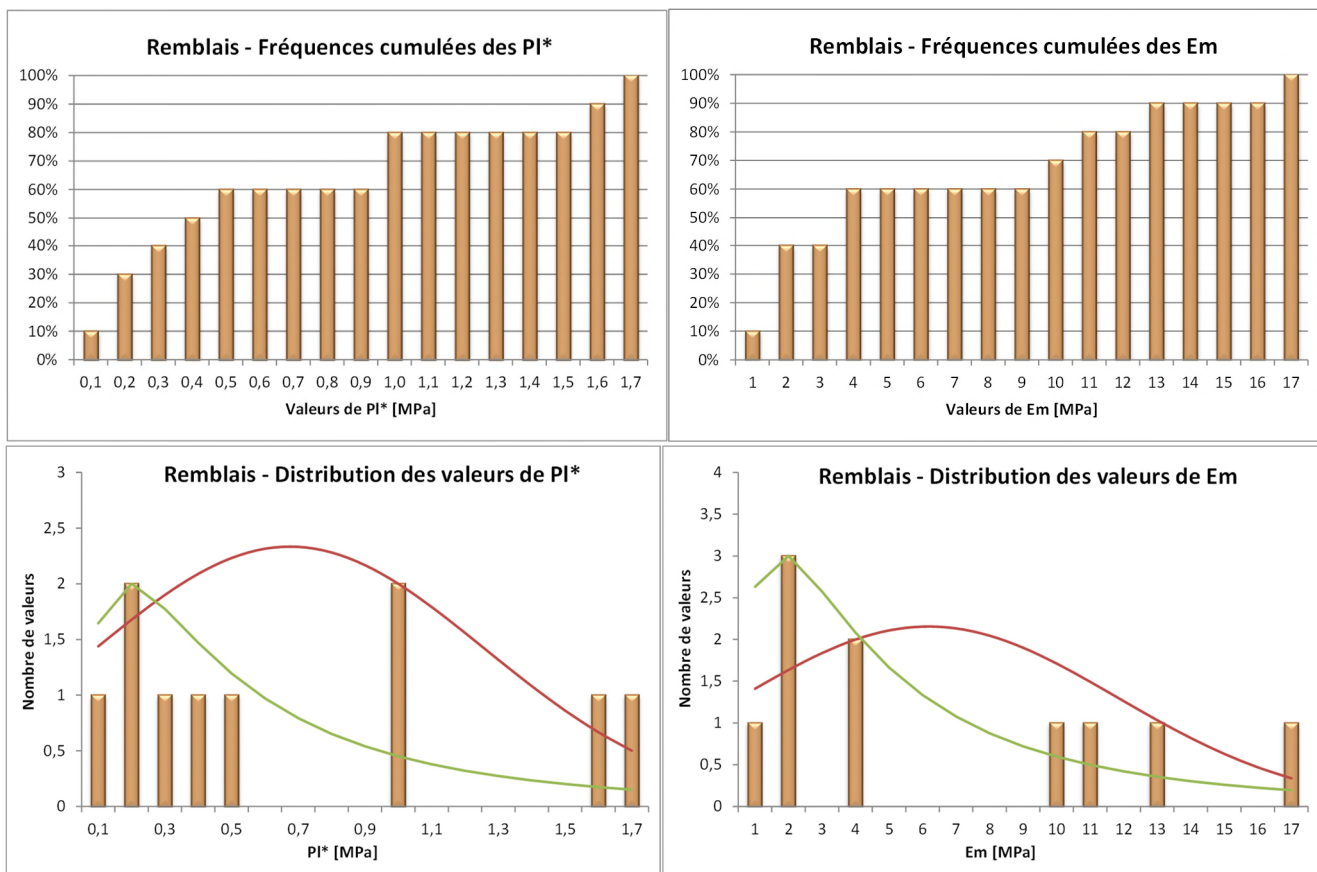 Remblais - Fréquences cumulées des Pl*
100%
90%
80%
70%
60%
50%
40%
30%
20%
10%
0%
0,1 0,2 0,3 0,4 0,5 0,6 0,7 0,8 0,9 1,0 1,1 1,2 1,3 1,4 1,5 1,6 1,7
Valeurs de Pl* [MPa]
Remblais - Fréquences cumulées des Em
100%
90%
80%
70%
60%
50%
40%
30%
20%
10%
0%
1 2 3 4 5 6 7 8 9 10 11 12 13 14 15 16 17
Valeurs de Em [MPa]
Remblais - Distribution des valeurs de Pl*
Nombre de valeurs
3
2,5
2
1,5
1
0,5
0
0,1 0,3 0,5 0,7 0,9 1,1 1,3 1,5 1,7
Pl* [MPa]
Remblais - Distribution des valeurs de Em
Nombre de valeurs
4
3,5
3
2,5
2
1,5
1
0,5
0
1 2 3 4 5 6 7 8 9 10 11 12 13 14 15 16 17
Em [MPa]